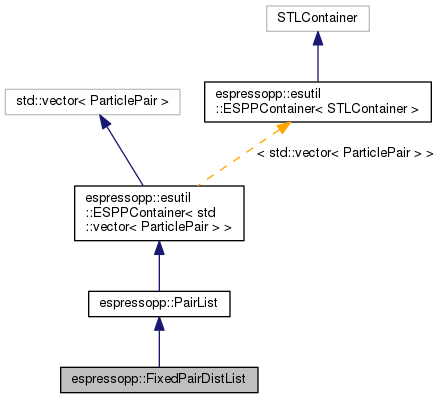 STLContainer
std::vector< ParticlePair >
espressopp::esutil
::ESPPContainer< STLContainer >
< std::vector< ParticlePair > >
espressopp::esutil
::ESPPContainer< std
::vector< ParticlePair > >
espressopp::PairList
espressopp::FixedPairDistList